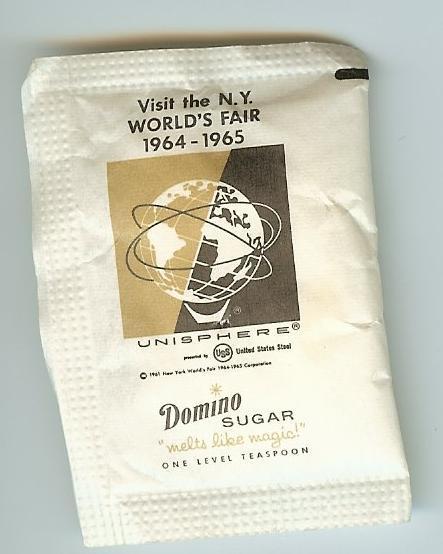 Visit the N.Y.
WORLD'S FAIR
1964-1965
®
UNISPHERE®
presented by USS United States Steel
© 1961 New York World's Fair 1964-1965 Corporation
Domino
SUGAR
"melts like magic!"
ONE LEVEL TEASPOON